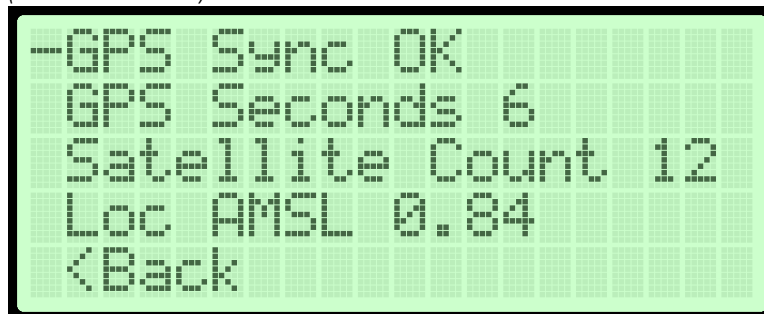 -GPS Sync OK
GPS Seconds 6
Satellite Count 12
Loc AMSL 0.84
<Back